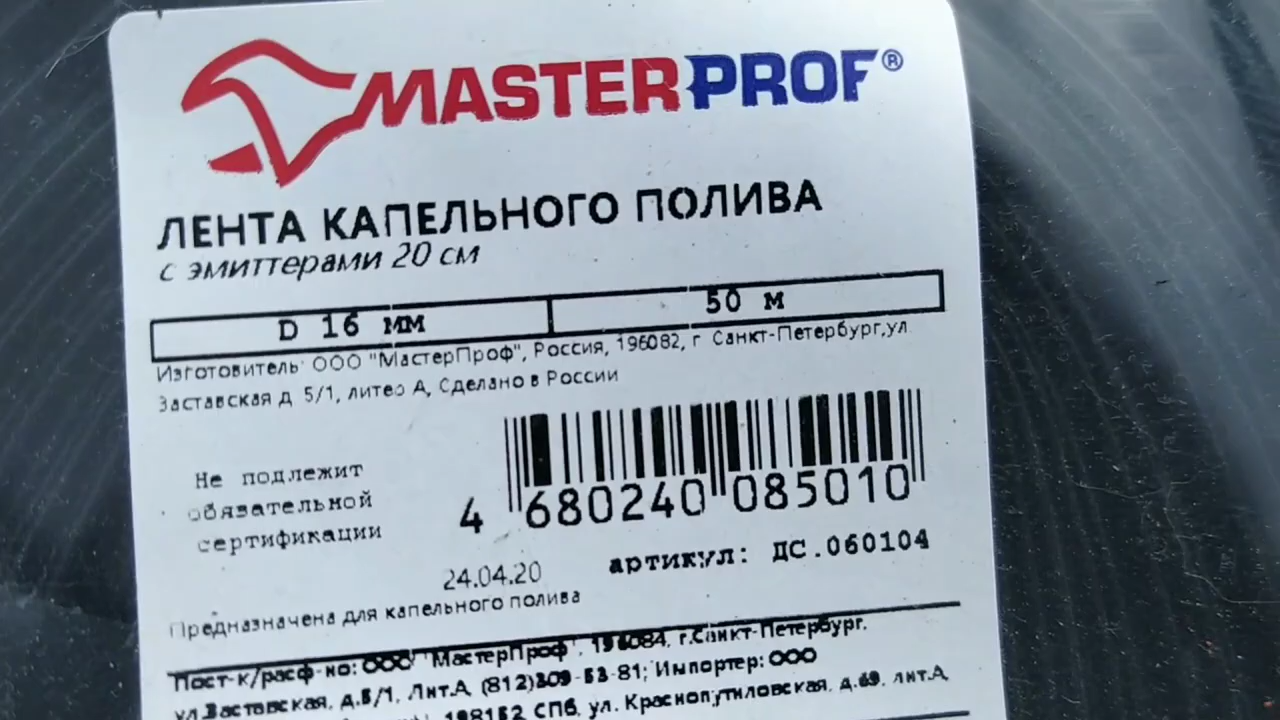 MASTERPROF®
ЛЕНТА КАПЕЛЬНОГО ПОЛИВА
с эмиттерами 20 см
D 16 мм
50 м
Изготовитель: ООО "МастерПроф", Россия, 196082, г Санкт-Петербург,ул.
Заставская д 5/1, литео А, Сделано в России
Не подлежит
обязательной
сертификации
4 680240 085010
артикул: ДС.060104
24.04.20
Предназначена для капельного полива
Пост-к/расф-но: ООО "МастерПроф", 196084, г.Санкт-Петербург,
ул.Заставская, д.5/1, Лит.А, (812)309-53-81; Импортер: ООО
198152 СПб, ул. Краснопутиловская, д.69, лит.А,